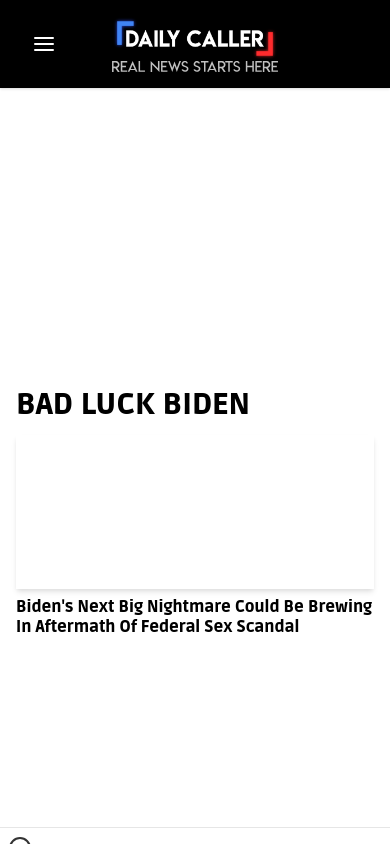 DAILY CALLER
REAL NEWS STARTS HERE
BAD LUCK BIDEN
Biden's Next Big Nightmare Could Be Brewing
In Aftermath Of Federal Sex Scandal